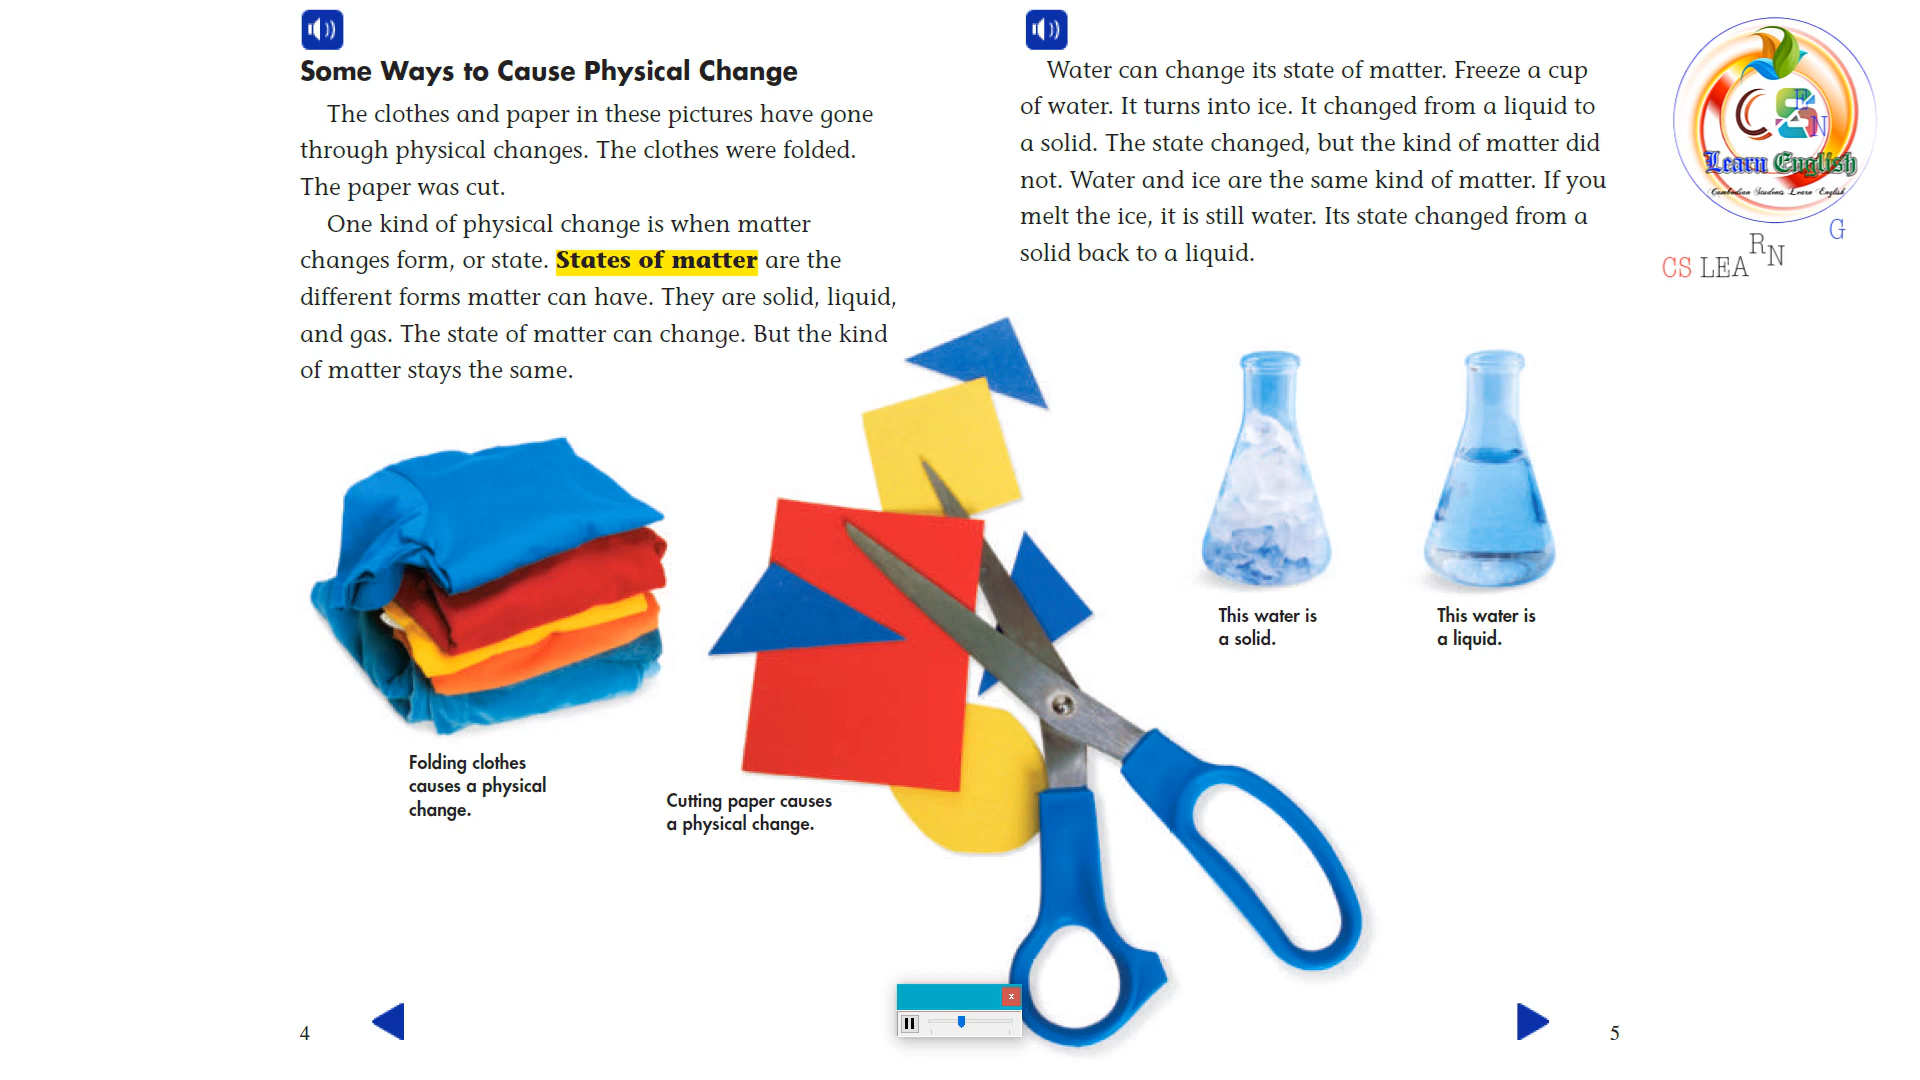 Some Ways to Cause Physical Change
The clothes and paper in these pictures have gone
through physical changes. The clothes were folded.
The paper was cut.
One kind of physical change is when matter
changes form, or state. States of matter are the
different forms matter can have. They are solid, liquid,
and gas. The state of matter can change. But the kind
of matter stays the same.
Folding clothes
causes a physical
change.
Cutting paper causes
a physical change.
4
Water can change its state of matter. Freeze a cup
of water. It turns into ice. It changed from a liquid to
a solid. The state changed, but the kind of matter did
not. Water and ice are the same kind of matter. If you
melt the ice, it is still water. Its state changed from a
solid back to a liquid.
This water is
a solid.
This water is
a liquid.
5
CS
E
N
Learn English
Cambodian Students Learn English
G
CS LEARN
x